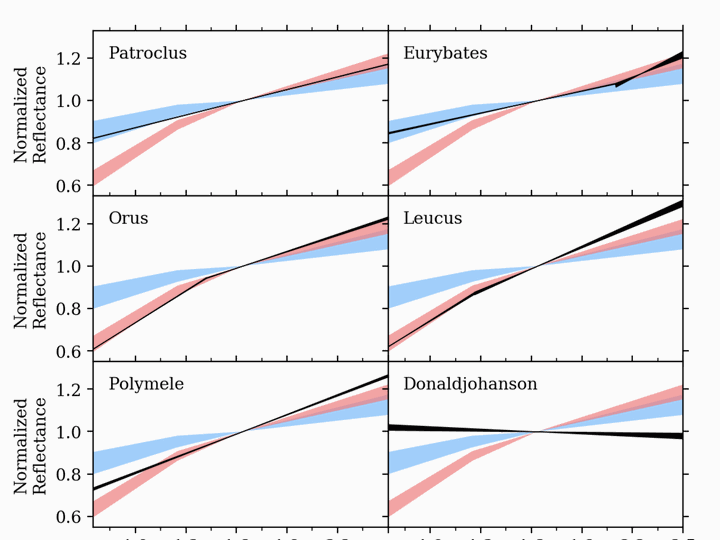 Patroclus
Eurybates
Normalized
Reflectance
1.2
1.0
0.8
0.6
Orus
Leucus
Normalized
Reflectance
1.2
1.0
0.8
0.6
Polymele
Donaldjohanson
Normalized
Reflectance
1.2
1.0
0.8
0.6